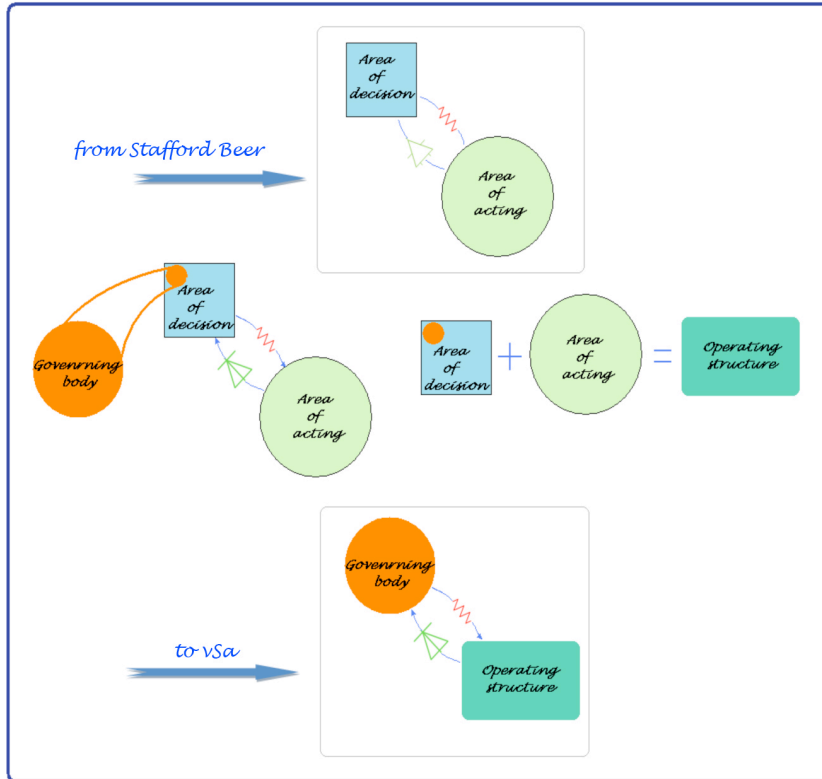 Area
of
decision
from Stafford Beer
Area
of
acting
Area
of
decision
Govenrning
body
Area
of
acting
Area
of
decision
+
Area
of
acting
=
Operating
structure
Govenrning
body
to vSa
Operating
structure